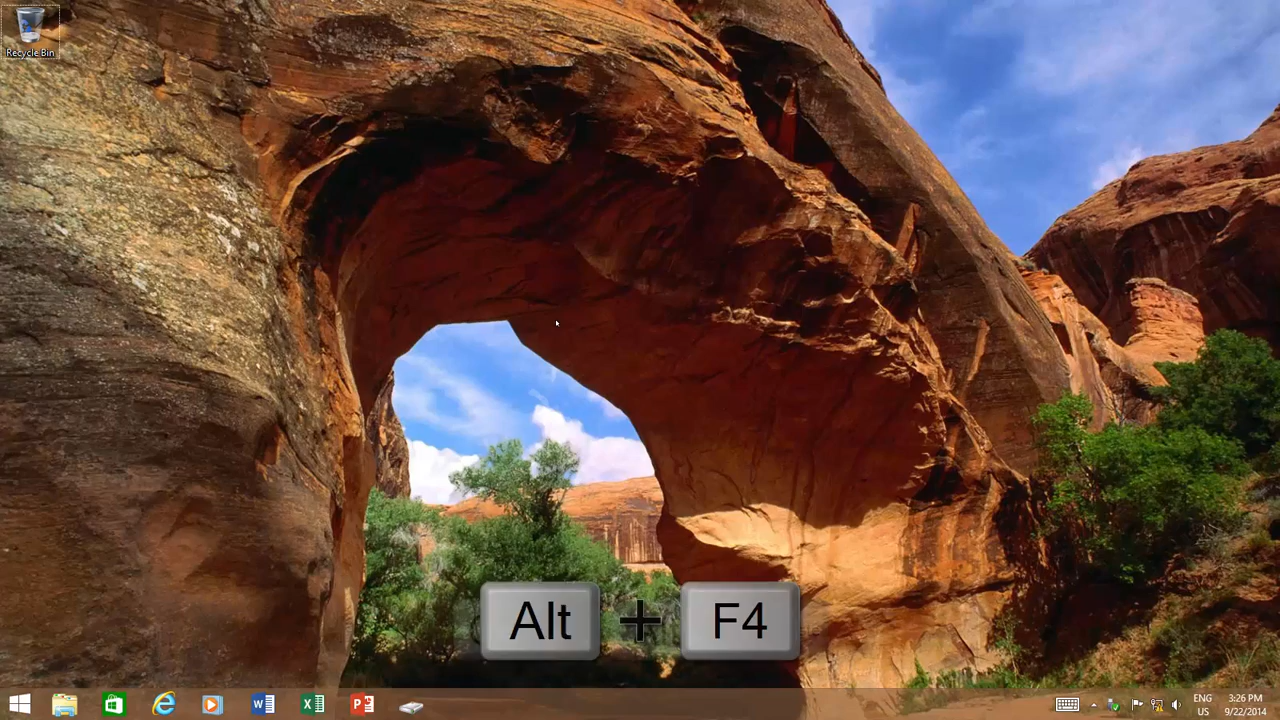 Recycle Bin
Alt + F4
W X P
ENG 3:26 PM
US 9/22/2014